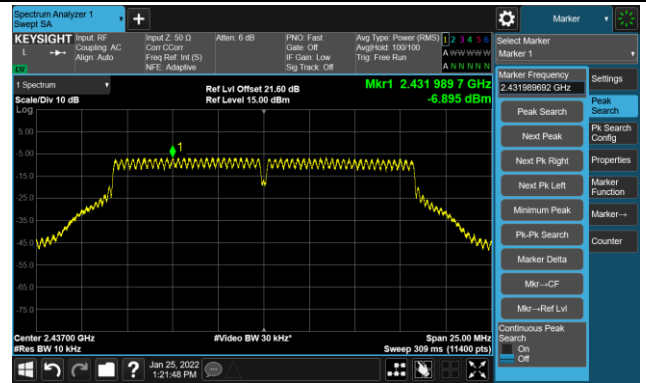 Spectrum Analyzer 1
Swept SA
+
Marker
KEYSIGHT
L
Input: RF
Coupling: AC
Align: Auto
Input Z: 50 Ω
Corr CCorr
Freq Ref: Int (S)
NFE: Adaptive
Atten: 6 dB
PNO: Fast
Gate: Off
IF Gain: Low
Sig Track: Off
Avg Type: Power (RMS)
Avg|Hold: 100/100
Trig: Free Run
1 2 3 4 5 6
A W W W W W
A N N N N N
Select Marker
Marker 1
1 Spectrum
Scale/Div 10 dB
Log
Ref Lvl Offset 21.60 dB
Ref Level 15.00 dBm
Mkr1 2.431 989 7 GHz
-6.895 dBm
5.00
-5.00
-15.0
-25.0
-35.0
-45.0
-55.0
-65.0
-75.0
1
Center 2.43700 GHz
#Res BW 10 kHz
#Video BW 30 kHz*
Span 25.00 MHz
Sweep 309 ms (11400 pts)
Marker Frequency
2.431989692 GHz
Peak Search
Next Peak
Next Pk Right
Next Pk Left
Minimum Peak
Pk-Pk Search
Marker Delta
Mkr→CF
Mkr→Ref Lvl
Continuous Peak
Search
On
Off
Settings
Peak
Search
Pk Search
Config
Properties
Marker
Function
Marker→
Counter
?
Jan 25, 2022
1:21:48 PM